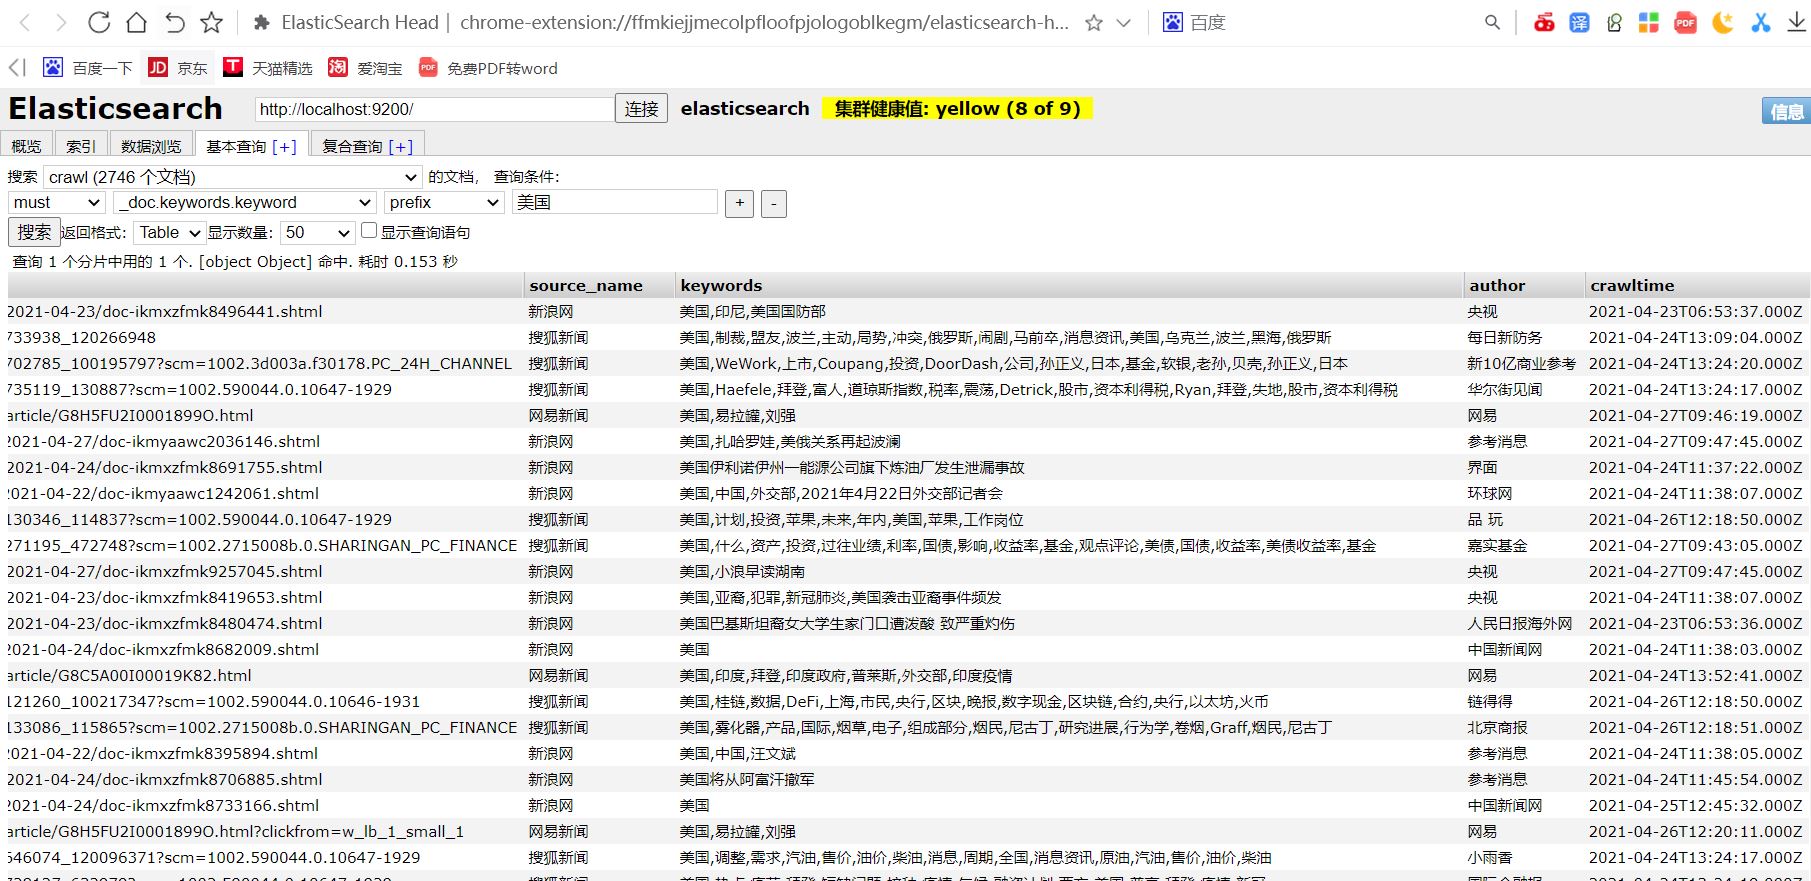 ElasticSearch Head | chrome-extension://ffmkiejjmecolpfloofpjologoblkegm/elasticsearch-h... 百度
百度一下 JD 京东 T 天猫精选 淘 爱淘宝 PDF 免费PDF转word
Elasticsearch http://localhost:9200/ 连接 elasticsearch 集群健康值: yellow (8 of 9) 信息
概览 索引 数据浏览 基本查询 [+] 复合查询 [+]
搜索 crawl (2746 个文档) 的文档， 查询条件:
must _doc.keywords.keyword prefix 美国 + -
搜索 返回格式: Table 显示数量: 50 显示查询语句
查询 1 个分片中用的 1 个. [object Object] 命中. 耗时 0.153 秒
source_name keywords author crawltime
2021-04-23/doc-ikmxzfmk8496441.shtml 新浪网 美国,印尼,美国国防部 央视 2021-04-23T06:53:37.000Z
733938_120266948 搜狐新闻 美国,制裁,盟友,波兰,主动,局势,冲突,俄罗斯,闹剧,马前卒,消息资讯,美国,乌克兰,波兰,黑海,俄罗斯 每日新防务 2021-04-24T13:09:04.000Z
702785_100195797?scm=1002.3d003a.f30178.PC_24H_CHANNEL 搜狐新闻 美国,WeWork,上市,Coupang,投资,DoorDash,公司,孙正义,日本,基金,软银,老孙,贝壳,孙正义,日本 新10亿商业参考 2021-04-24T13:24:20.000Z
735119_130887?scm=1002.590044.0.10647-1929 搜狐新闻 美国,Haefele,拜登,富人,道琼斯指数,税率,震荡,Detrick,股市,资本利得税,Ryan,拜登,失地,股市,资本利得税 华尔街见闻 2021-04-24T13:24:17.000Z
article/G8H5FU2I0001899O.html 网易新闻 美国,易拉罐,刘强 网易 2021-04-27T09:46:19.000Z
2021-04-27/doc-ikmyaawc2036146.shtml 新浪网 美国,扎哈罗娃,美俄关系再起波澜 参考消息 2021-04-27T09:47:45.000Z
2021-04-24/doc-ikmxzfmk8691755.shtml 新浪网 美国伊利诺伊州一能源公司旗下炼油厂发生泄漏事故 界面 2021-04-24T11:37:22.000Z
2021-04-22/doc-ikmyaawc1242061.shtml 新浪网 美国,中国,外交部,2021年4月22日外交部记者会 环球网 2021-04-24T11:38:07.000Z
130346_114837?scm=1002.590044.0.10647-1929 搜狐新闻 美国,计划,投资,苹果,未来,年内,美国,苹果,工作岗位 品 玩 2021-04-26T12:18:50.000Z
271195_472748?scm=1002.2715008b.0.SHARINGAN_PC_FINANCE 搜狐新闻 美国,什么,资产,投资,过往业绩,利率,国债,影响,收益率,基金,观点评论,美债,国债,收益率,美债收益率,基金 嘉实基金 2021-04-27T09:43:05.000Z
2021-04-27/doc-ikmxzfmk9257045.shtml 新浪网 美国,小浪早读湖南 央视 2021-04-27T09:47:45.000Z
2021-04-23/doc-ikmxzfmk8419653.shtml 新浪网 美国,亚裔,犯罪,新冠肺炎,美国袭击亚裔事件频发 央视 2021-04-24T11:38:07.000Z
2021-04-23/doc-ikmxzfmk8480474.shtml 新浪网 美国巴基斯坦裔女大学生家门口遭泼酸 致严重灼伤 人民日报海外网 2021-04-23T06:53:36.000Z
2021-04-24/doc-ikmxzfmk8682009.shtml 新浪网 美国 中国新闻网 2021-04-24T11:38:03.000Z
article/G8C5A00I00019K82.html 网易新闻 美国,印度,拜登,印度政府,普莱斯,外交部,印度疫情 网易 2021-04-24T13:52:41.000Z
121260_100217347?scm=1002.590044.0.10646-1931 搜狐新闻 美国,桂链,数据,DeFi,上海,市民,央行,区块,晚报,数字现金,区块链,合约,央行,以太坊,火币 链得得 2021-04-26T12:18:50.000Z
133086_115865?scm=1002.2715008b.0.SHARINGAN_PC_FINANCE 搜狐新闻 美国,雾化器,产品,国际,烟草,电子,组成部分,烟民,尼古丁,研究进展,行为学,卷烟,Graff,烟民,尼古丁 北京商报 2021-04-26T12:18:51.000Z
2021-04-22/doc-ikmxzfmk8395894.shtml 新浪网 美国,中国,汪文斌 参考消息 2021-04-24T11:38:05.000Z
2021-04-24/doc-ikmxzfmk8706885.shtml 新浪网 美国将从阿富汗撤军 参考消息 2021-04-24T11:45:54.000Z
2021-04-24/doc-ikmxzfmk8733166.shtml 新浪网 美国 中国新闻网 2021-04-25T12:45:32.000Z
article/G8H5FU2I0001899O.html?clickfrom=w_lb_1_small_1 网易新闻 美国,易拉罐,刘强 网易 2021-04-26T12:20:11.000Z
646074_120096371?scm=1002.590044.0.10647-1929 搜狐新闻 美国,调整,需求,汽油,售价,油价,柴油,消息,周期,全国,消息资讯,原油,汽油,售价,油价,柴油 小雨香 2021-04-24T13:24:17.000Z